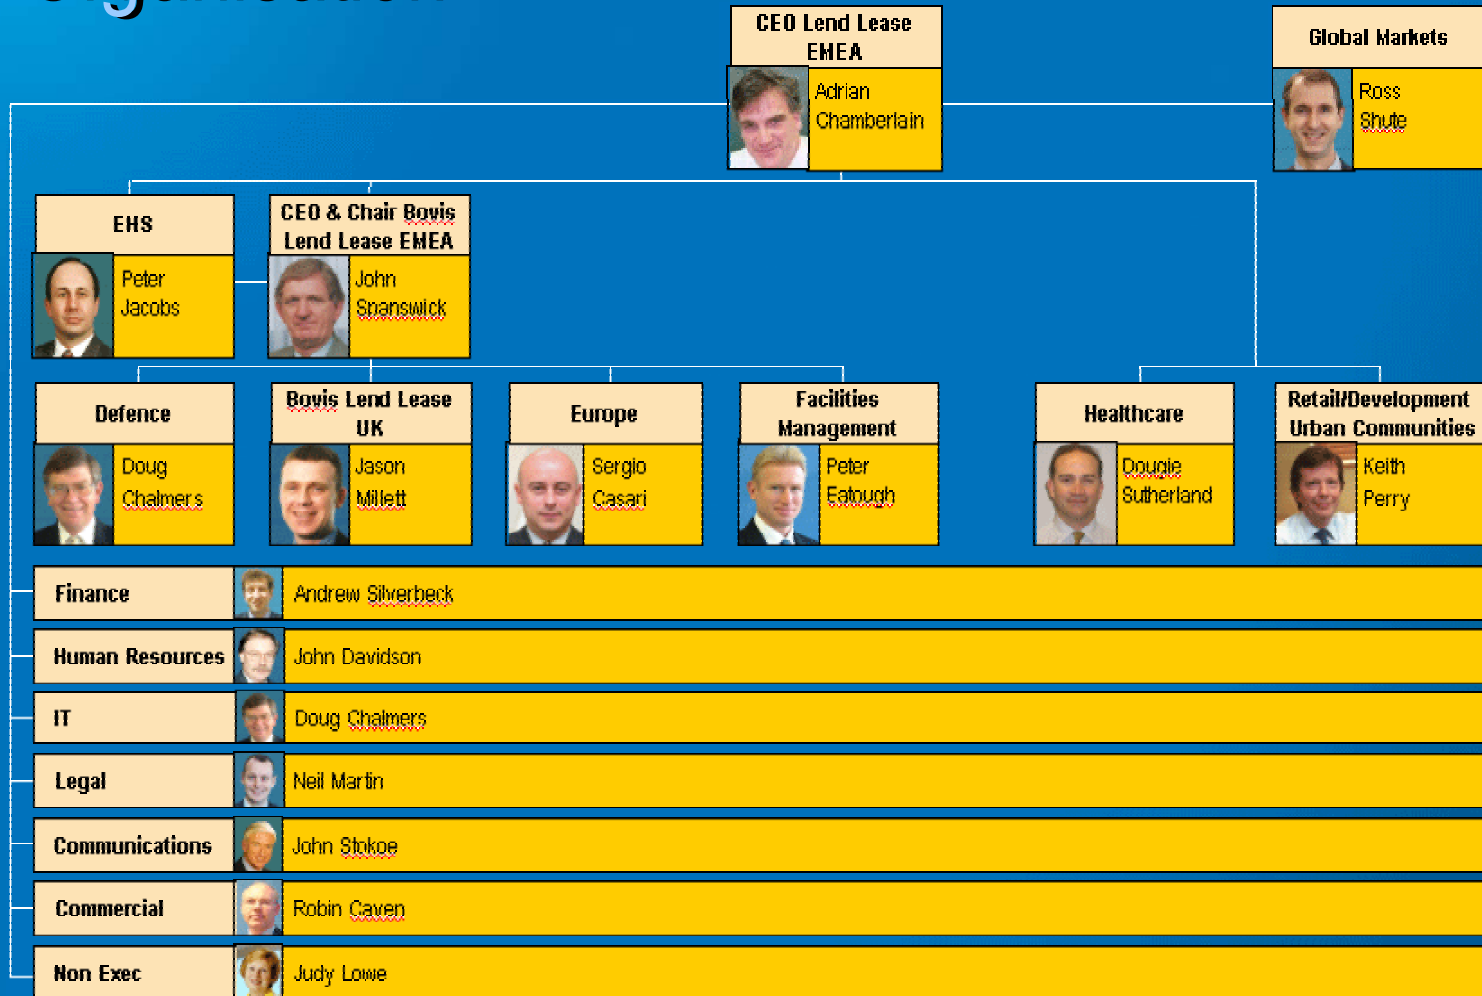 CEO Lend Lease
EMEA
Adrian
Chamberlain
Global Markets
Ross
Shute
EHS
Peter
Jacobs
CEO & Chair Bovis
Lend Lease EMEA
John
Spanswick
Defence
Doug
Chalmers
Bovis Lend Lease
UK
Jason
Millett
Europe
Sergio
Casari
Facilities
Management
Peter
Eatough
Healthcare
Dougie
Sutherland
Retail/Development
Urban Communities
Keith
Perry
Finance
Andrew Silverbeck
Human Resources
John Davidson
IT
Doug Chalmers
Legal
Neil Martin
Communications
John Stokoe
Commercial
Robin Caven
Non Exec
Judy Lowe